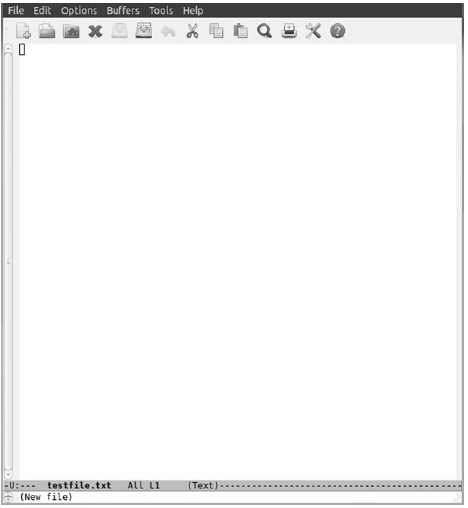 File Edit Options Buffers Tools Help
-U:--- testfile.txt All L1 (Text)----------------------------------------
(New file)